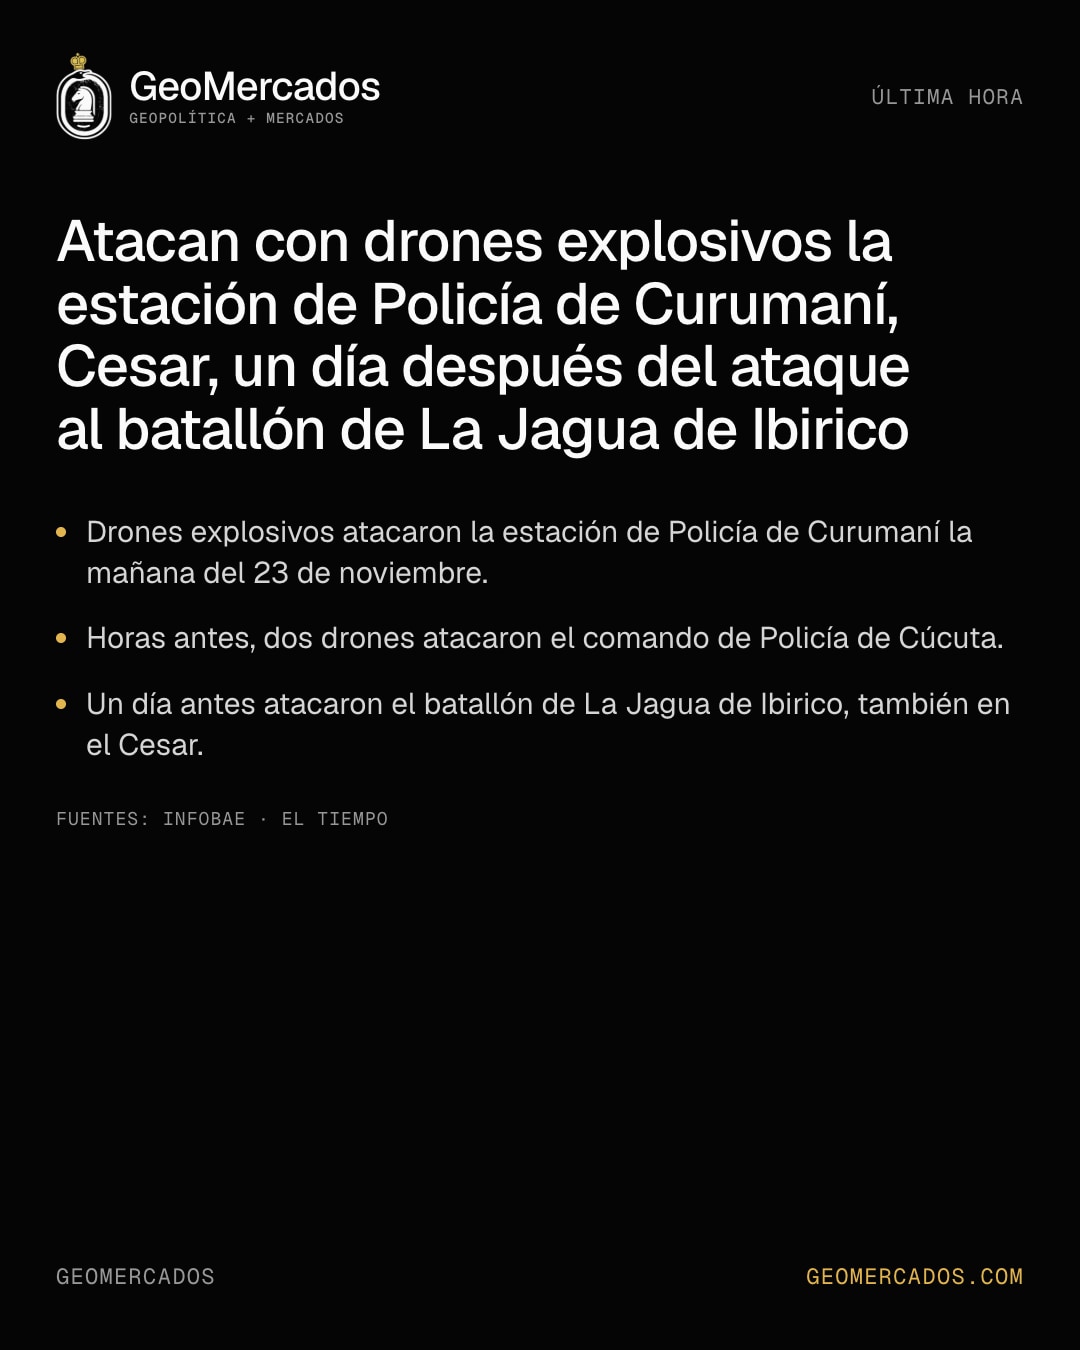 GeoMercados
GEOPOLÍTICA + MERCADOS
ÚLTIMA HORA
Atacan con drones explosivos la
estación de Policía de Curumaní,
Cesar, un día después del ataque
al batallón de La Jagua de Ibirico
• Drones explosivos atacaron la estación de Policía de Curumaní la
mañana del 23 de noviembre.
• Horas antes, dos drones atacaron el comando de Policía de Cúcuta.
• Un día antes atacaron el batallón de La Jagua de Ibirico, también en
el Cesar.
FUENTES: INFOBAE · EL TIEMPO
GEOMERCADOS
GEOMERCADOS.COM